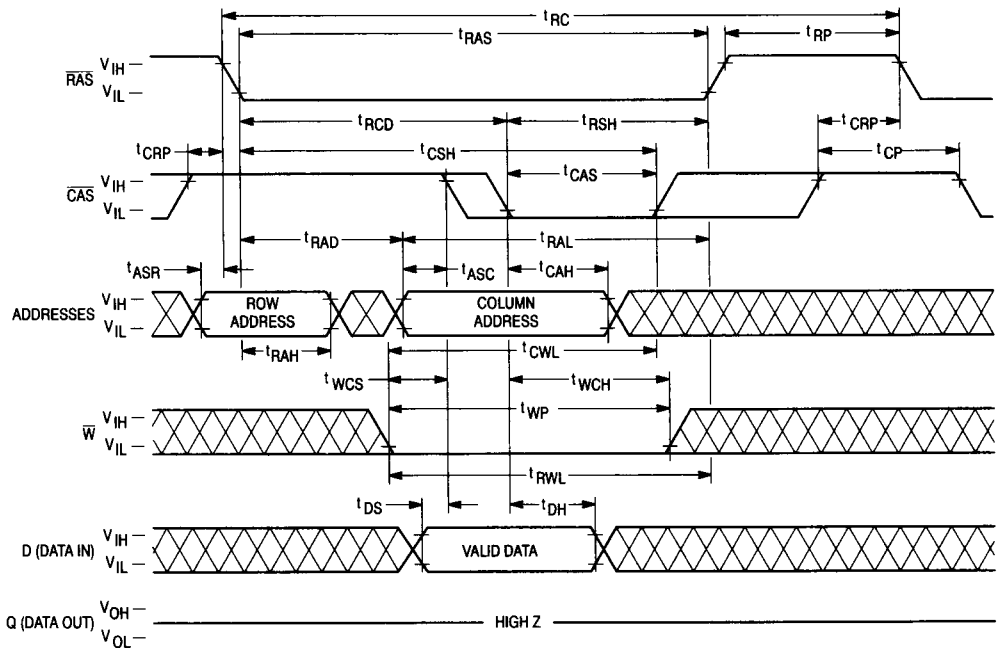 tRC
tRAS
tRP
RAS
VIH
VIL
tRCD
tRSH
tCRP
tCRP
tCSH
tCP
CAS
VIH
VIL
tCAS
tRAD
tRAL
tASR
tASC
tCAH
ADDRESSES
VIH
VIL
ROW
ADDRESS
COLUMN
ADDRESS
tRAH
tCWL
tWCS
tWCH
tWP
W
VIH
VIL
tRWL
tDS
tDH
D (DATA IN)
VIH
VIL
VALID DATA
Q (DATA OUT)
VOH
VOL
HIGH Z